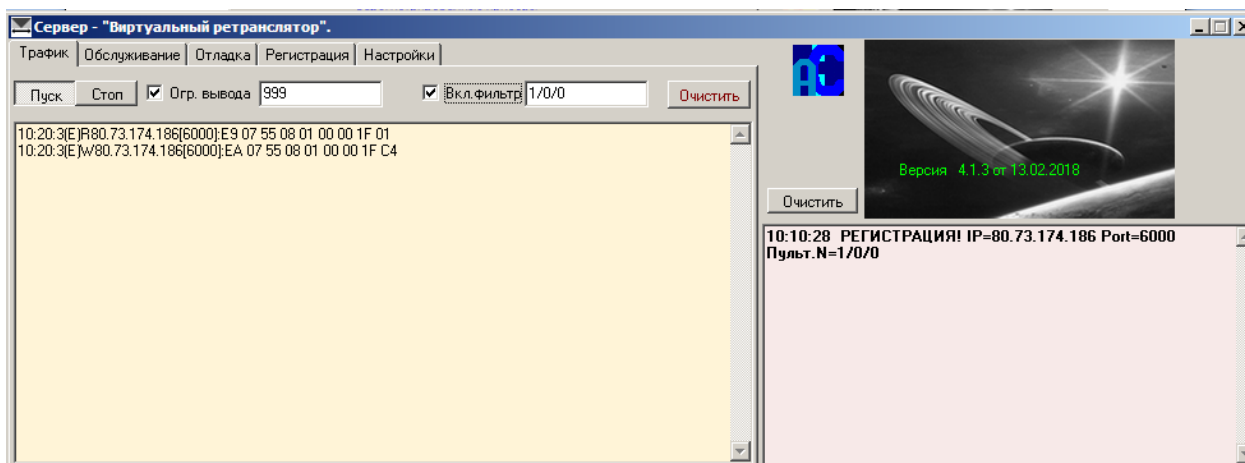 Сервер - "Виртуальный ретранслятор".
Трафик Обслуживание Отладка Регистрация Настройки
Пуск Стоп Огр. вывода 999 Вкл.фильтр 1/0/0 Очистить
10:20:3(E)R80.73.174.186[6000]:E9 07 55 08 01 00 00 1F 01
10:20:3(E)W80.73.174.186[6000]:EA 07 55 08 01 00 00 1F C4
Версия 4.1.3 от 13.02.2018
Очистить
10:10:28 РЕГИСТРАЦИЯ! IP=80.73.174.186 Port=6000
Пульт.N=1/0/0